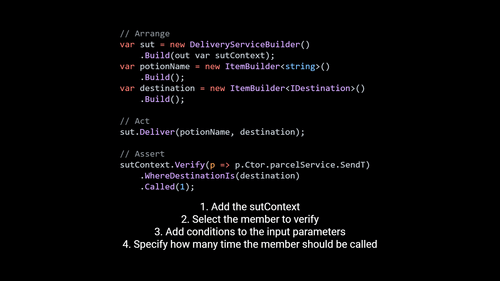 // Arrange
var sut = new DeliveryServiceBuilder()
    .Build(out var sutContext);
var potionName = new ItemBuilder<string>()
    .Build();
var destination = new ItemBuilder<IDestination>()
    .Build();
// Act
sut.Deliver(potionName, destination);
// Assert
sutContext.Verify(p => p.Ctor.parcelService.SendT)
    .WhereDestinationIs(destination)
    .Called(1);
1. Add the sutContext
2. Select the member to verify
3. Add conditions to the input parameters
4. Specify how many time the member should be called